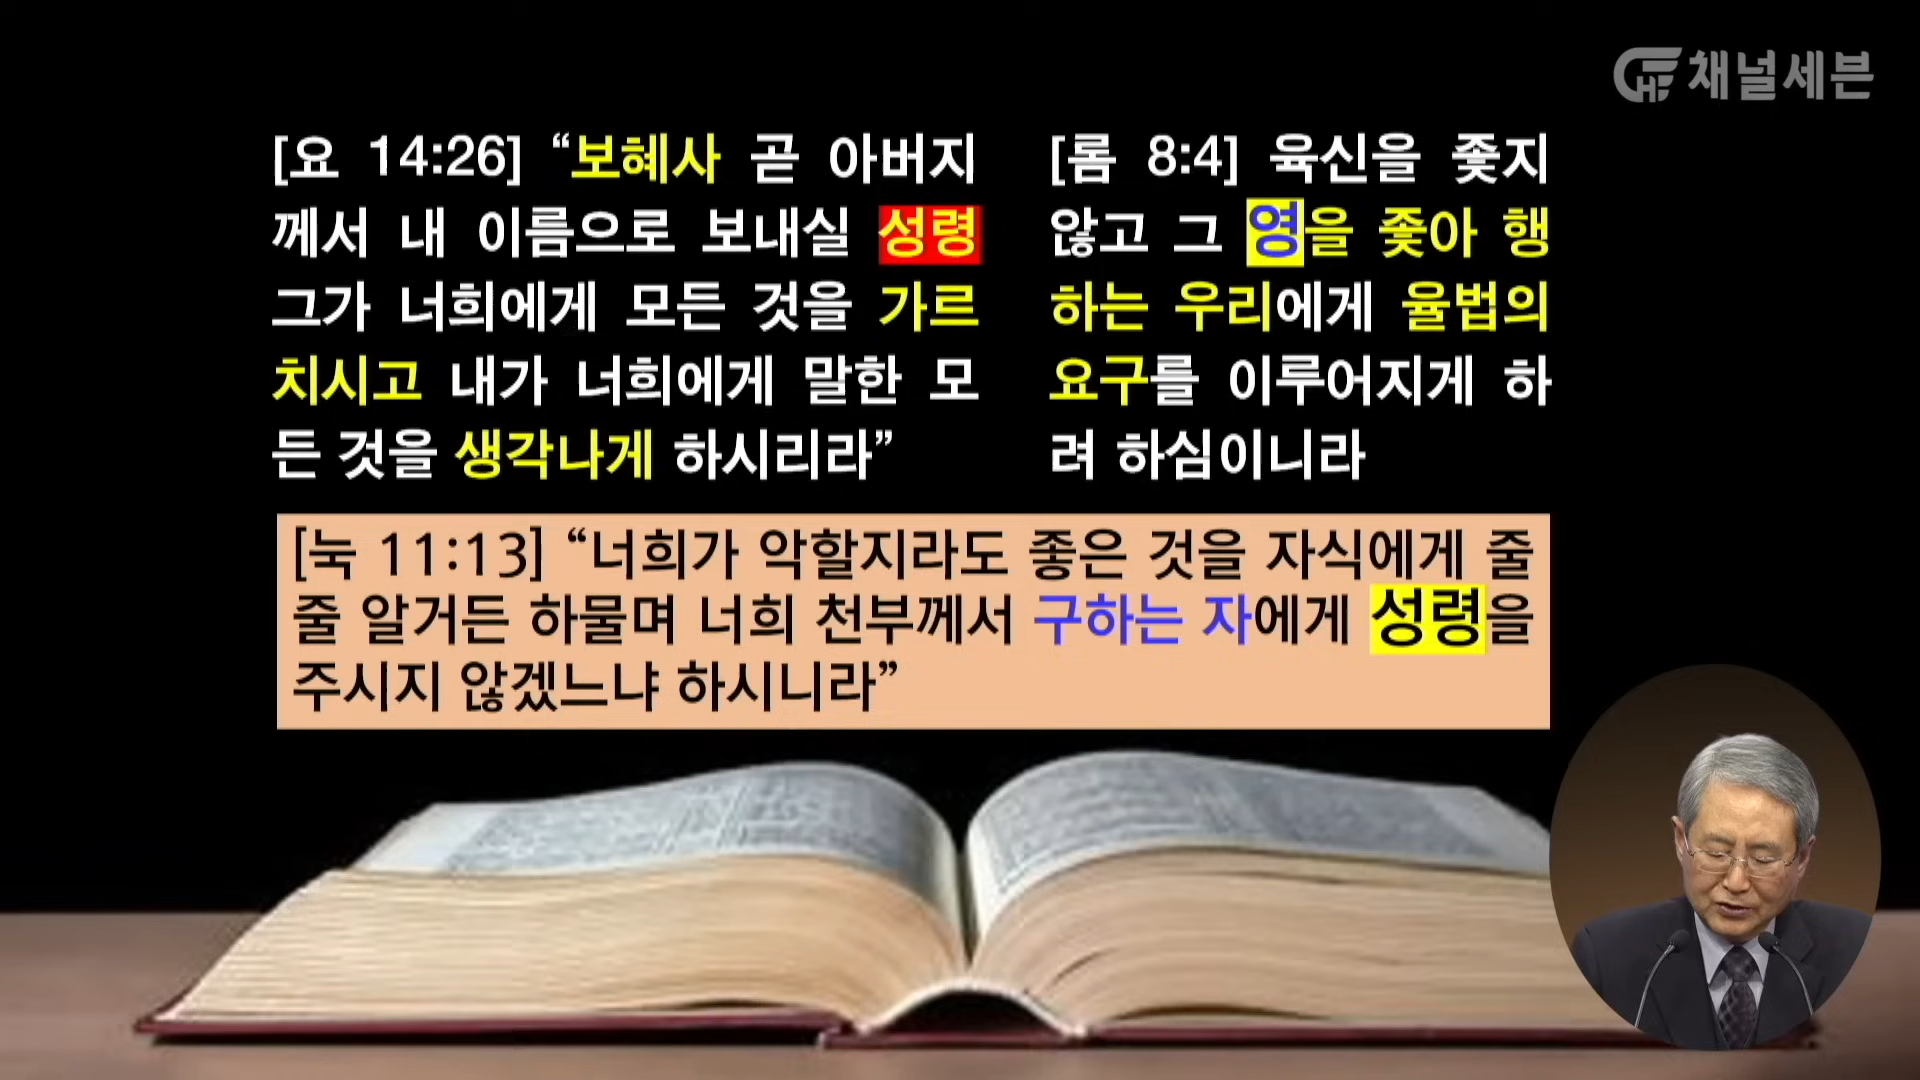 채널세븐
[요 14:26] “보혜사 곧 아버지
께서 내 이름으로 보내실 성령
그가 너희에게 모든 것을 가르
치시고 내가 너희에게 말한 모
든 것을 생각나게 하시리라”
[롬 8:4] 육신을 좇지
않고 그 영을 좇아 행
하는 우리에게 율법의
요구를 이루어지게 하
려 하심이니라
[눅 11:13] “너희가 악할지라도 좋은 것을 자식에게 줄
줄 알거든 하물며 너희 천부께서 구하는 자에게 성령을
주시지 않겠느냐 하시니라”